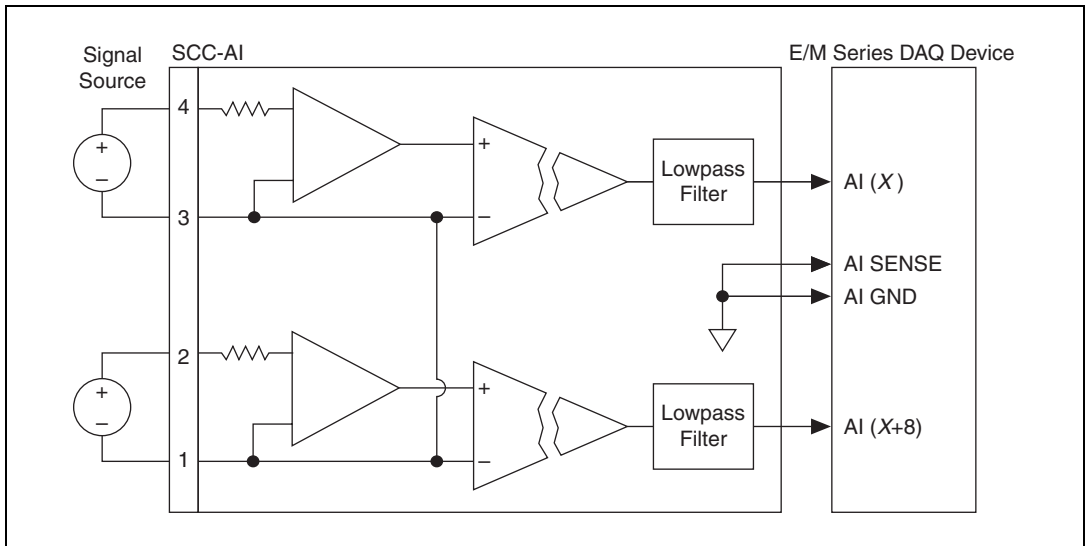 Signal
Source
SCC-AI
E/M Series DAQ Device
4
+
–
3
+
–
Lowpass
Filter
AI (X)
AI SENSE
AI GND
2
+
–
1
+
–
Lowpass
Filter
AI (X+8)